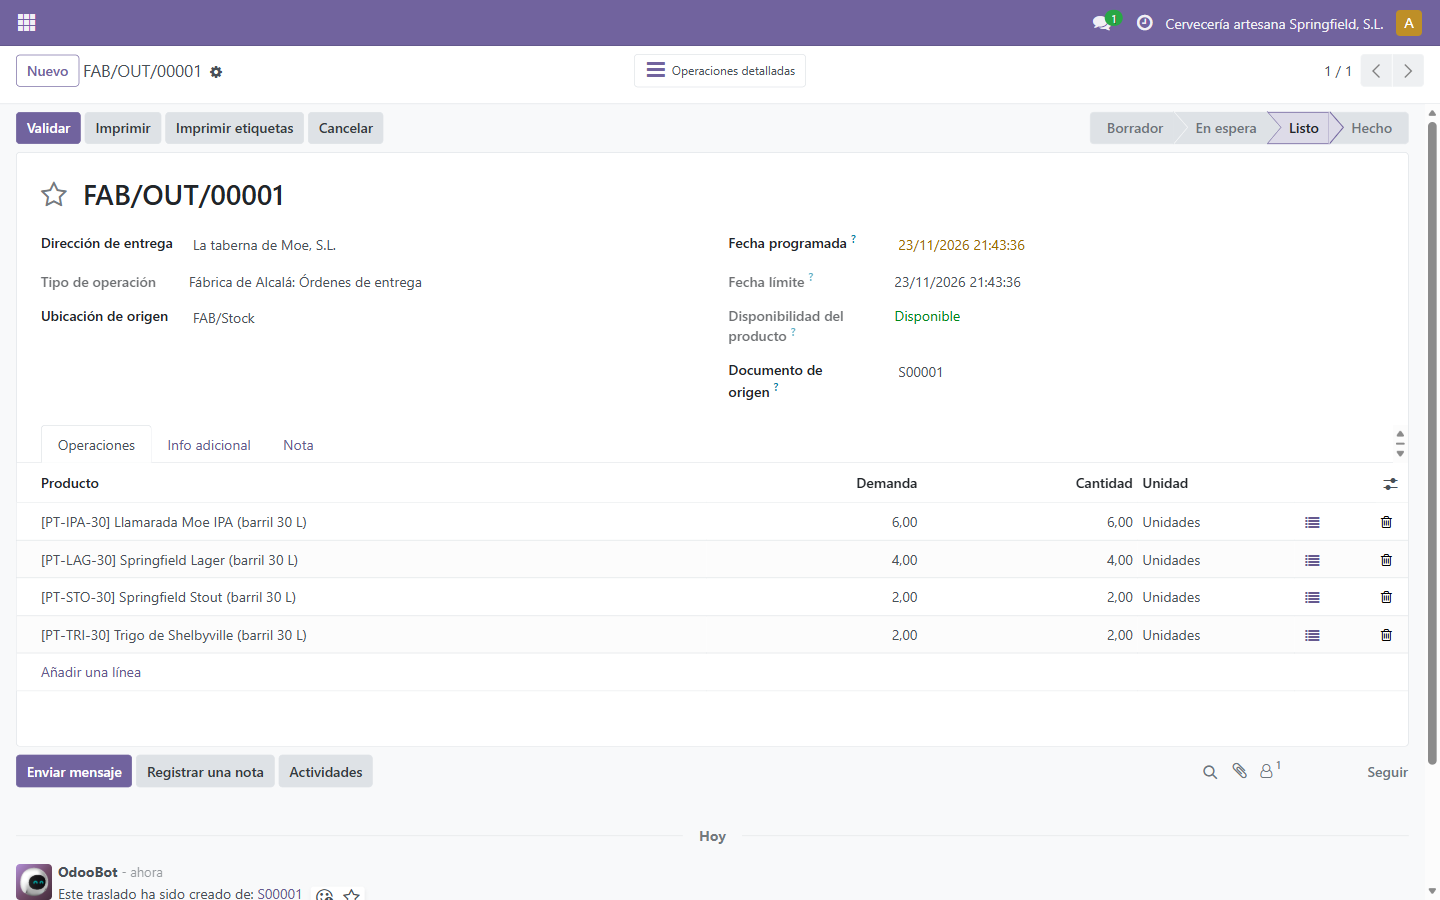 1
Cervecería artesana Springfield, S.L.
A
Nuevo
FAB/OUT/00001
Operaciones detalladas
1 / 1
Validar
Imprimir
Imprimir etiquetas
Cancelar
Borrador
En espera
Listo
Hecho
FAB/OUT/00001
Dirección de entrega
La taberna de Moe, S.L.
Tipo de operación
Fábrica de Alcalá: Órdenes de entrega
Ubicación de origen
FAB/Stock
Fecha programada ?
23/11/2026 21:43:36
Fecha límite ?
23/11/2026 21:43:36
Disponibilidad del
producto ?
Disponible
Documento de
origen ?
S00001
Operaciones
Info adicional
Nota
Producto Demanda Cantidad Unidad
[PT-IPA-30] Llamarada Moe IPA (barril 30 L) 6,00 6,00 Unidades
[PT-LAG-30] Springfield Lager (barril 30 L) 4,00 4,00 Unidades
[PT-STO-30] Springfield Stout (barril 30 L) 2,00 2,00 Unidades
[PT-TRI-30] Trigo de Shelbyville (barril 30 L) 2,00 2,00 Unidades
Añadir una línea
Enviar mensaje
Registrar una nota
Actividades
1
Seguir
Hoy
OdooBot - ahora
Este traslado ha sido creado de: S00001